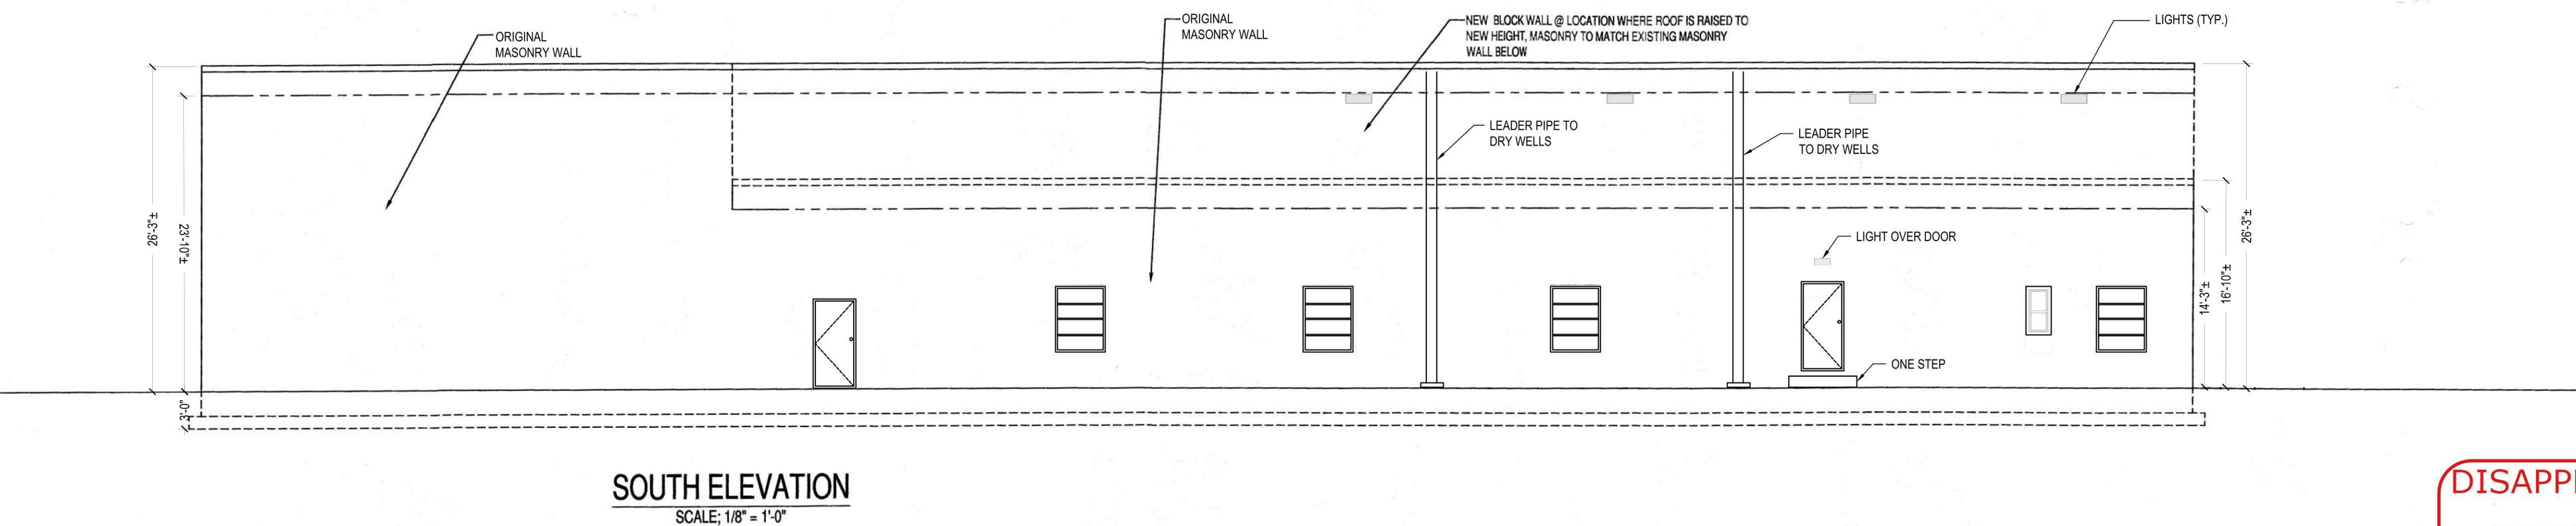 ORIGINAL
MASONRY WALL
ORIGINAL
MASONRY WALL
NEW BLOCK WALL @ LOCATION WHERE ROOF IS RAISED TO
NEW HEIGHT, MASONRY TO MATCH EXISTING MASONRY
WALL BELOW
LIGHTS (TYP.)
LEADER PIPE TO
DRY WELLS
LEADER PIPE
TO DRY WELLS
LIGHT OVER DOOR
ONE STEP
26'-3"±
23'-10"±
3'-0"
14'-3"±
16'-10"±
26'-3"±
SOUTH ELEVATION
SCALE; 1/8" = 1'-0"